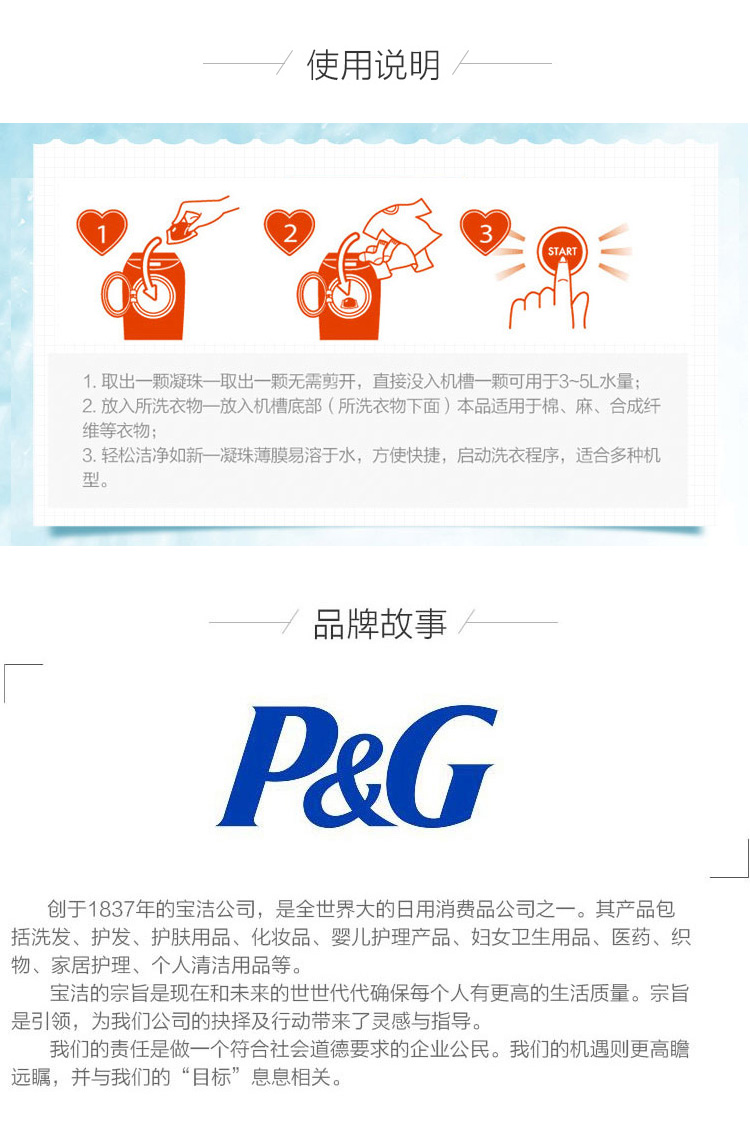 使用说明
1
2
3
START
1. 取出一颗凝珠—取出一颗无需剪开，直接没入机槽一颗可用于3~5L水量；
2. 放入所洗衣物—放入机槽底部（所洗衣物下面）本品适用于棉、麻、合成纤
维等衣物；
3. 轻松洁净如新—凝珠薄膜易溶于水，方便快捷，启动洗衣程序，适合多种机
型。
品牌故事
P&G
创于1837年的宝洁公司，是全世界大的日用消费品公司之一。其产品包
括洗发、护发、护肤用品、化妆品、婴儿护理产品、妇女卫生用品、医药、织
物、家居护理、个人清洁用品等。
宝洁的宗旨是现在和未来的世世代代确保每个人有更高的生活质量。宗旨
是引领，为我们公司的抉择及行动带来了灵感与指导。
我们的责任是做一个符合社会道德要求的企业公民。我们的机遇则更高瞻
远瞩，并与我们的“目标”息息相关。